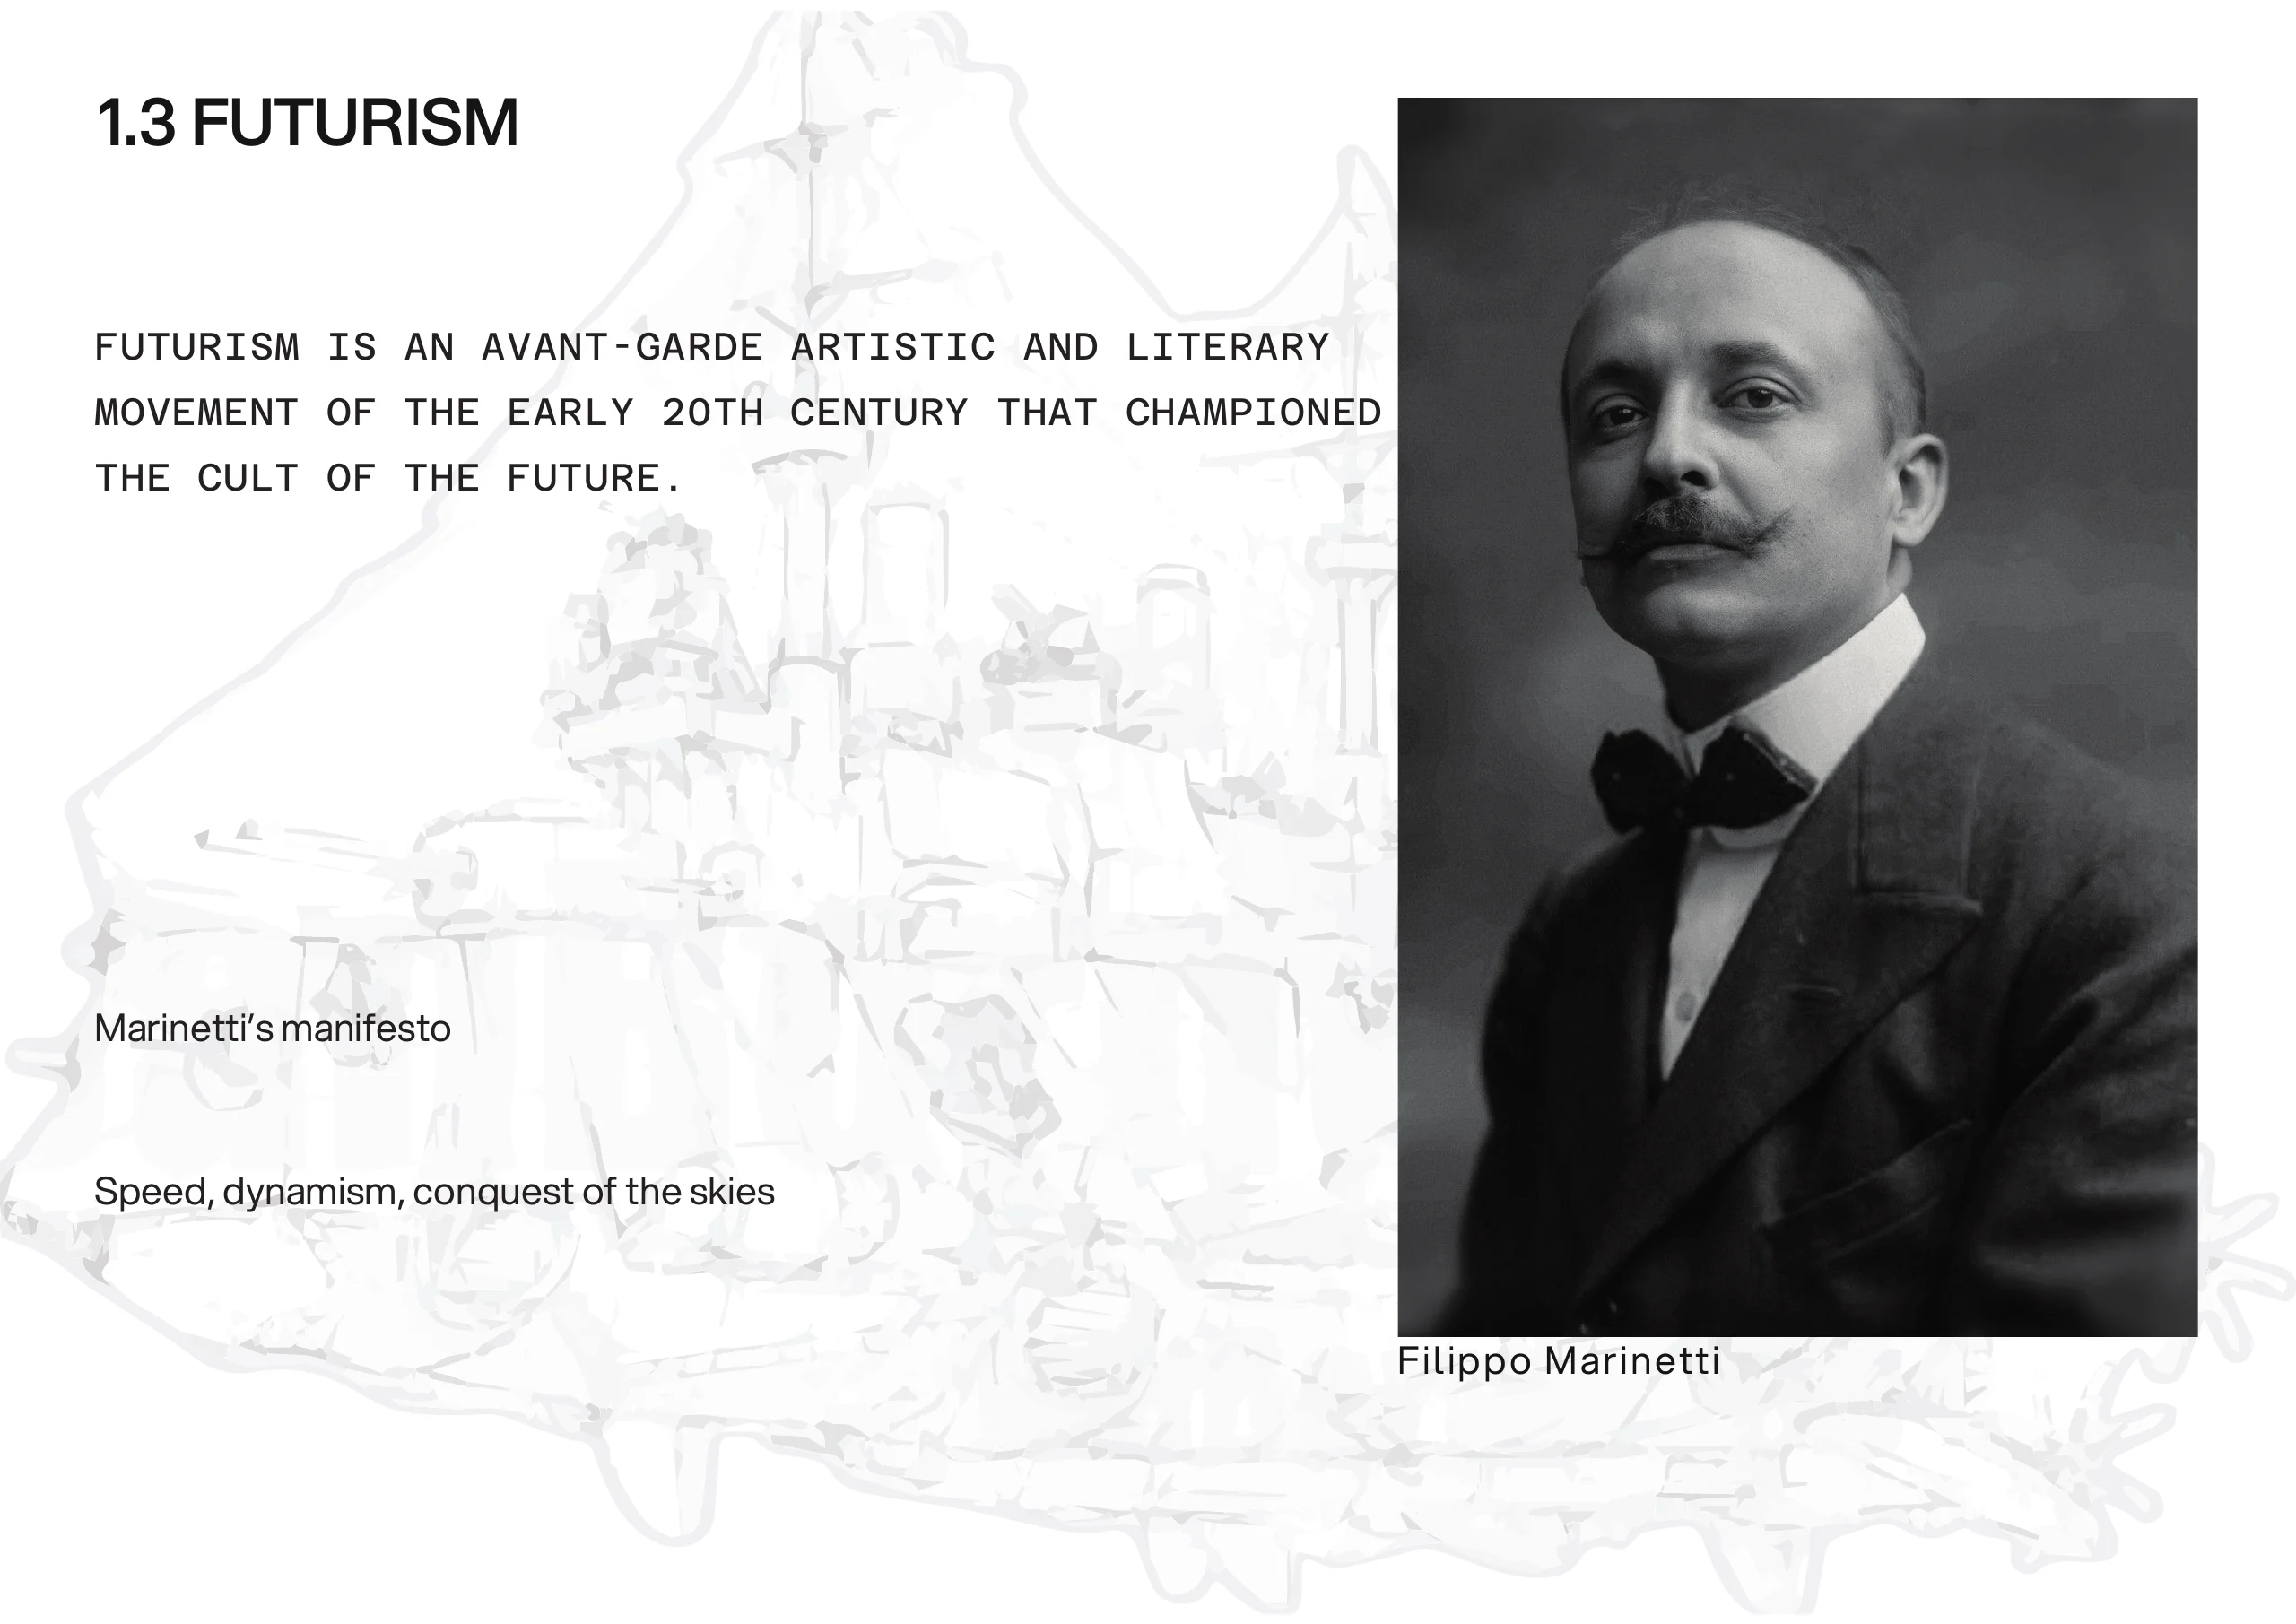 1.3 FUTURISM
FUTURISM IS AN AVANT-GARDE ARTISTIC AND LITERARY
MOVEMENT OF THE EARLY 20TH CENTURY THAT CHAMPIONED
THE CULT OF THE FUTURE.
Marinetti’s manifesto
Speed, dynamism, conquest of the skies
Filippo Marinetti